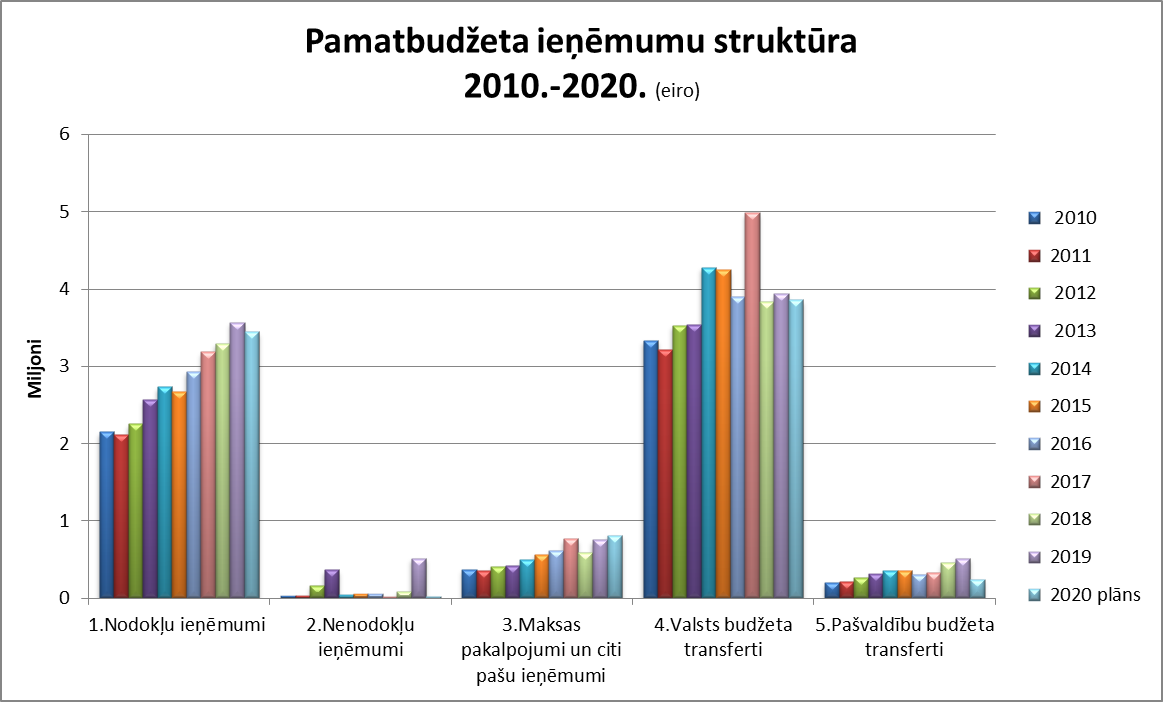 Pamatbudžeta ieņēmumu struktūra
2010.-2020. (eiro)
Miljoni
6
5
4
3
2
1
0
1.Nodokļu ieņēmumi
2.Nenodokļu
ieņēmumi
3.Maksas
pakalpojumi un citi
pašu ieņēmumi
4.Valsts budžeta
transferti
5.Pašvaldību budžeta
transferti
2010
2011
2012
2013
2014
2015
2016
2017
2018
2019
2020 plāns